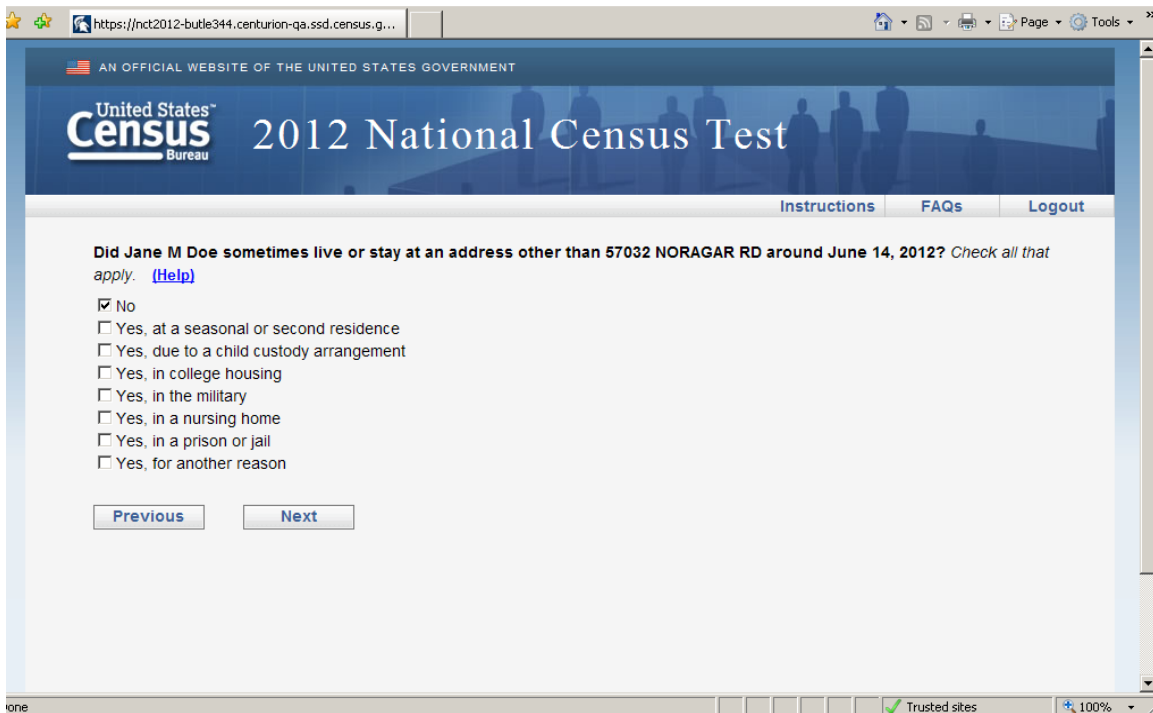 https://nct2012-butle344.centurion-qa.ssd.census.g...
Page
Tools
»
AN OFFICIAL WEBSITE OF THE UNITED STATES GOVERNMENT
United States™
Census
Bureau
2012 National Census Test
Instructions
FAQs
Logout
Did Jane M Doe sometimes live or stay at an address other than 57032 NORAGAR RD around June 14, 2012? Check all that
apply. (Help)
No
Yes, at a seasonal or second residence
Yes, due to a child custody arrangement
Yes, in college housing
Yes, in the military
Yes, in a nursing home
Yes, in a prison or jail
Yes, for another reason
Previous
Next
one
Trusted sites
100%